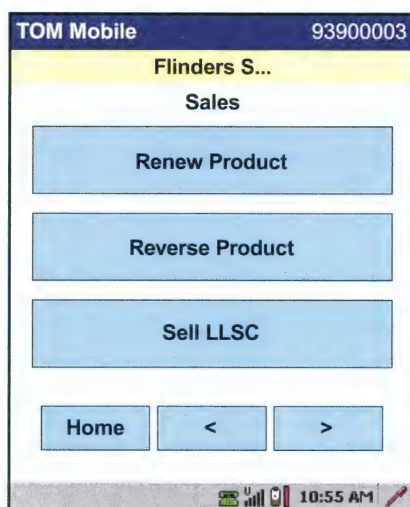 TOM Mobile 93900003
Flinders S...
Sales
Renew Product
Reverse Product
Sell LLSC
Home < >
U 10:55 AM